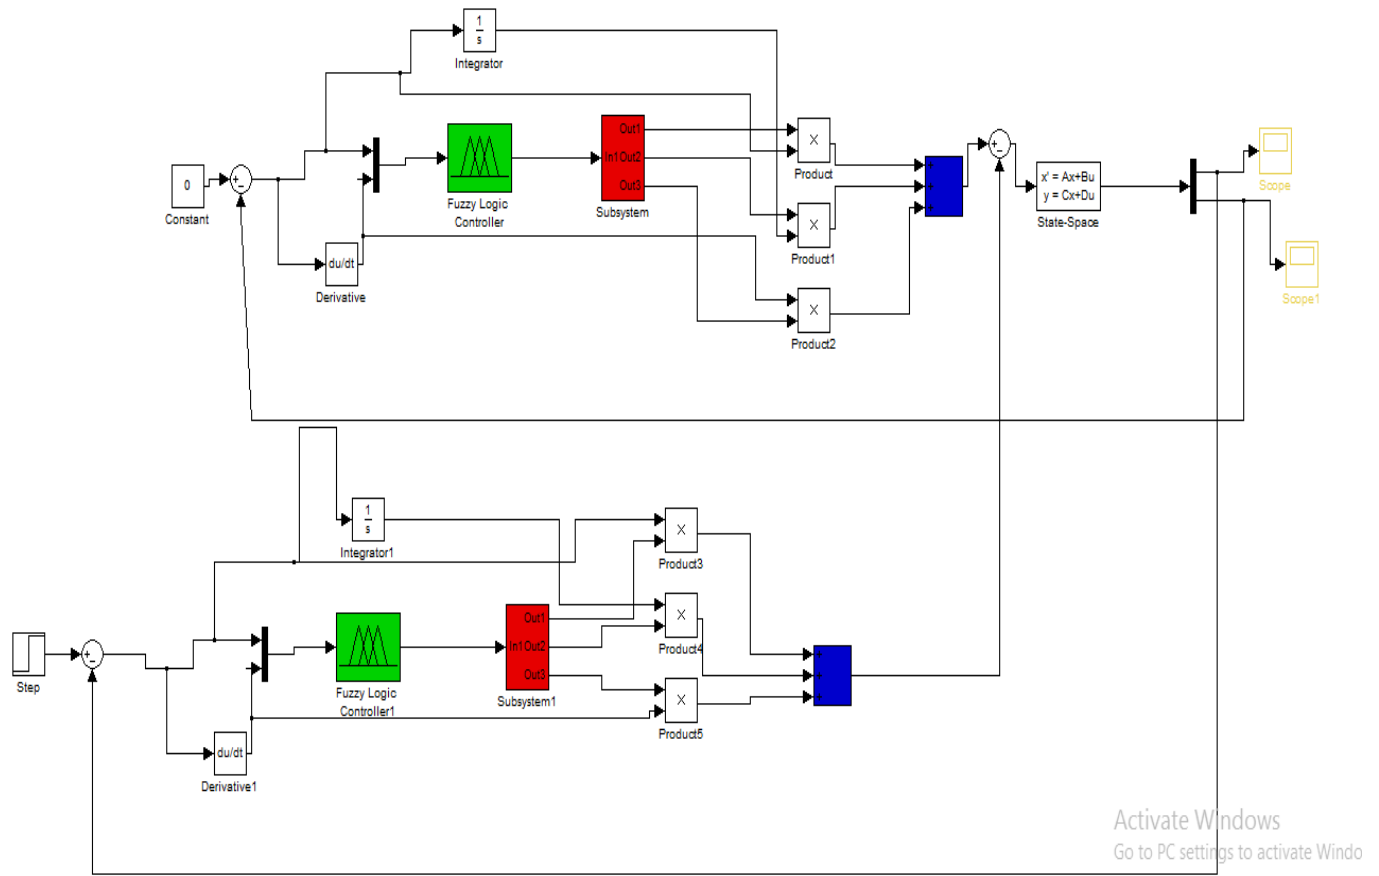 1
s
Integrator
0
Constant
+
-
Fuzzy Logic
Controller
In1
Out1
Out2
Out3
Subsystem
du/dt
Derivative
×
Product
×
Product1
×
Product2
+
+
+
+
-
x' = Ax+Bu
y = Cx+Du
State-Space
Scope
Scope1
1
s
Integrator1
Step
+
-
Fuzzy Logic
Controller1
In1
Out1
Out2
Out3
Subsystem1
du/dt
Derivative1
×
Product3
×
Product4
×
Product5
+
+
+
Activate Windows
Go to PC settings to activate Windo